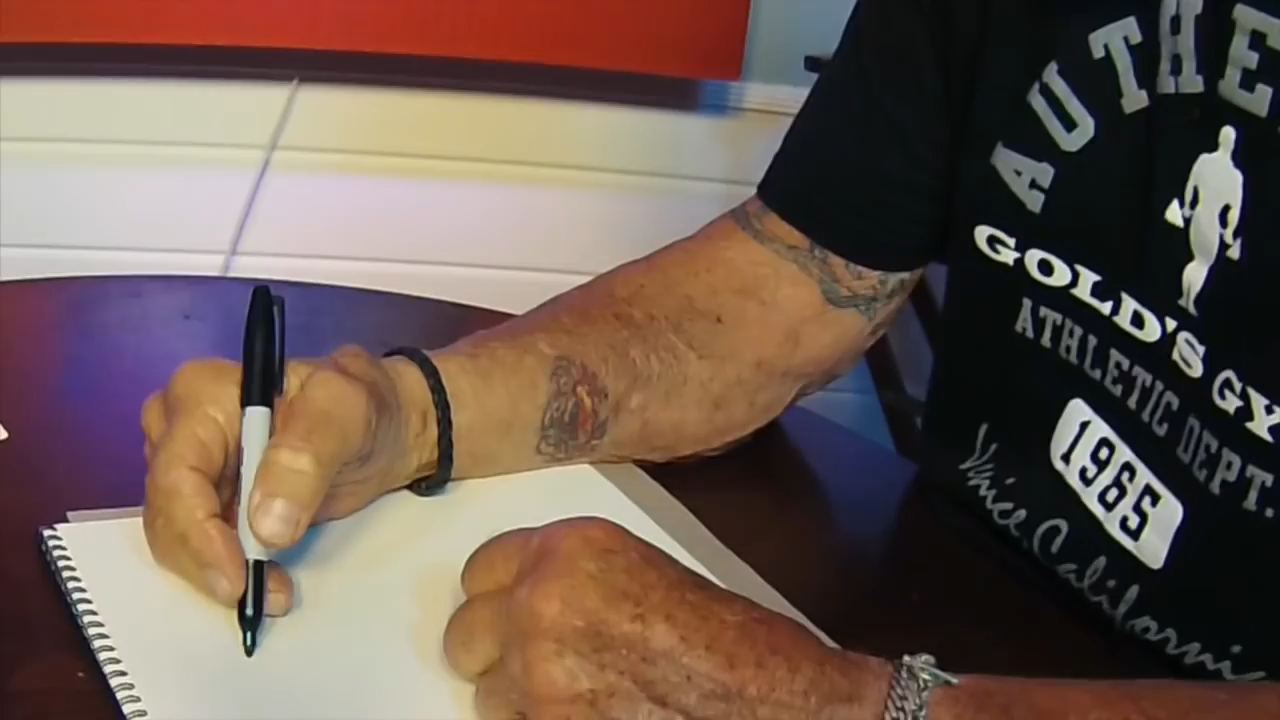 AUTHE
GOLD'S GY
ATHLETIC DEPT.
1965
Venice, California